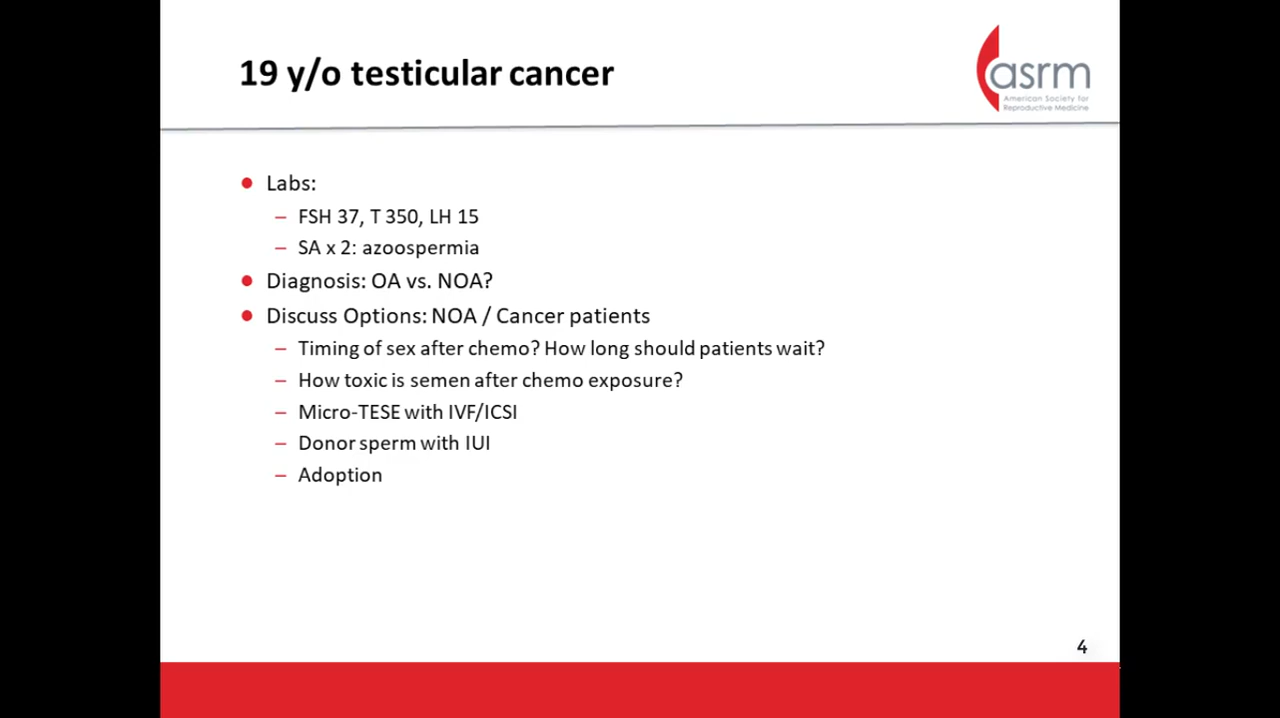 19 y/o testicular cancer
asrm
American Society for
Reproductive Medicine
● Labs:
– FSH 37, T 350, LH 15
– SA x 2: azoospermia
● Diagnosis: OA vs. NOA?
● Discuss Options: NOA / Cancer patients
– Timing of sex after chemo? How long should patients wait?
– How toxic is semen after chemo exposure?
– Micro-TESE with IVF/ICSI
– Donor sperm with IUI
– Adoption
4